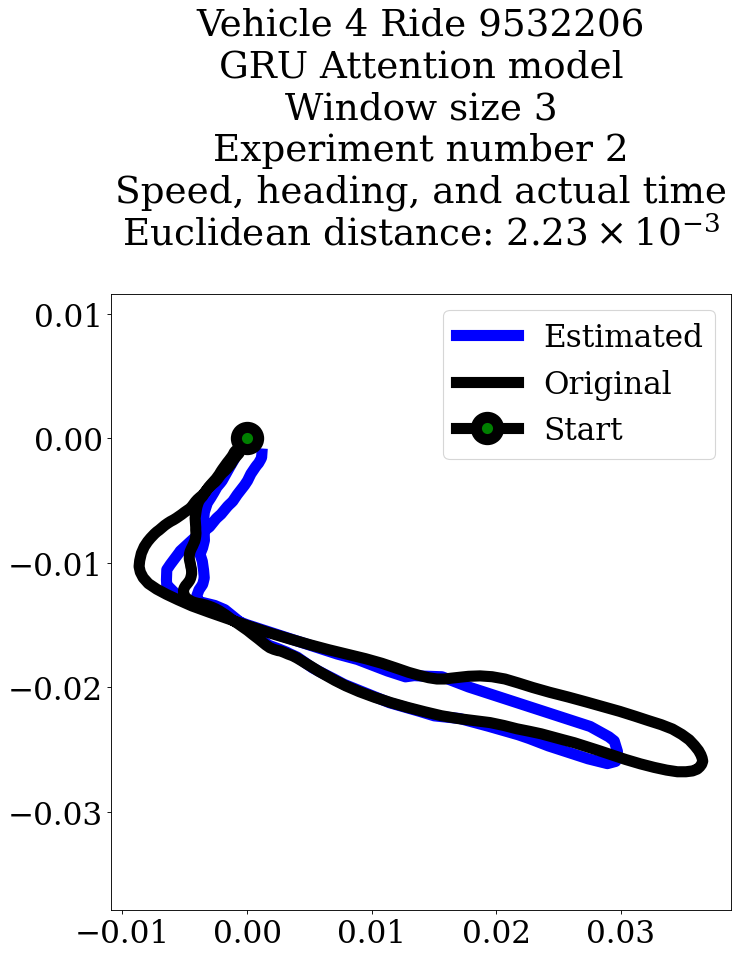 Vehicle 4 Ride 9532206
GRU Attention model
Window size 3
Experiment number 2
Speed, heading, and actual time
Euclidean distance: 2.23 × 10⁻³
0.01
Estimated
Original
Start
0.00
−0.01
−0.02
−0.03
−0.01 0.00 0.01 0.02 0.03